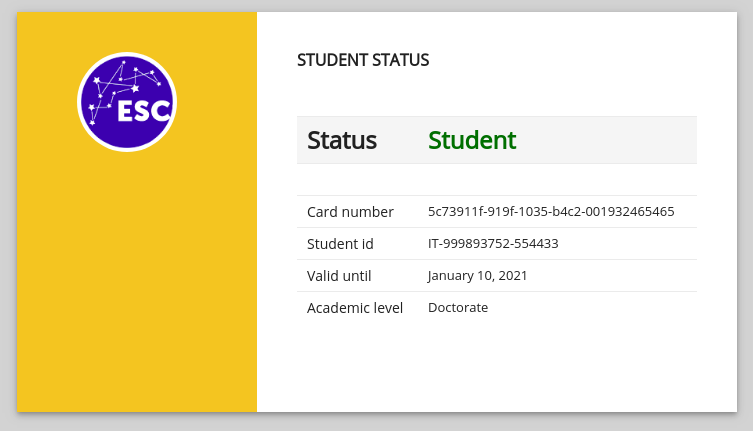 ESC
STUDENT STATUS
Status Student
Card number 5c73911f-919f-1035-b4c2-001932465465
Student id IT-999893752-554433
Valid until January 10, 2021
Academic level Doctorate